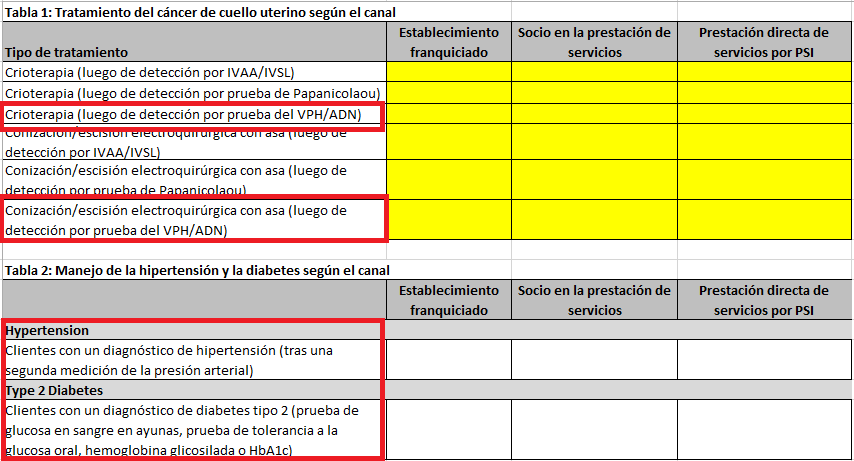 Tabla 1: Tratamiento del cáncer de cuello uterino según el canal
Tipo de tratamiento
Establecimiento
franquiciado
Socio en la prestación de
servicios
Prestación directa de
servicios por PSI
Crioterapia (luego de detección por IVAA/IVSL)
Crioterapia (luego de detección por prueba de Papanicolaou)
Crioterapia (luego de detección por prueba del VPH/ADN)
Conización/escisión electroquirúrgica con asa (luego de
detección por IVAA/IVSL)
Conización/escisión electroquirúrgica con asa (luego de
detección por prueba de Papanicolaou)
Conización/escisión electroquirúrgica con asa (luego de
detección por prueba del VPH/ADN)
Tabla 2: Manejo de la hipertensión y la diabetes según el canal
Establecimiento
franquiciado
Socio en la prestación de
servicios
Prestación directa de
servicios por PSI
Hypertension
Clientes con un diagnóstico de hipertensión (tras una
segunda medición de la presión arterial)
Type 2 Diabetes
Clientes con un diagnóstico de diabetes tipo 2 (prueba de
glucosa en sangre en ayunas, prueba de tolerancia a la
glucosa oral, hemoglobina glicosilada o HbA1c)